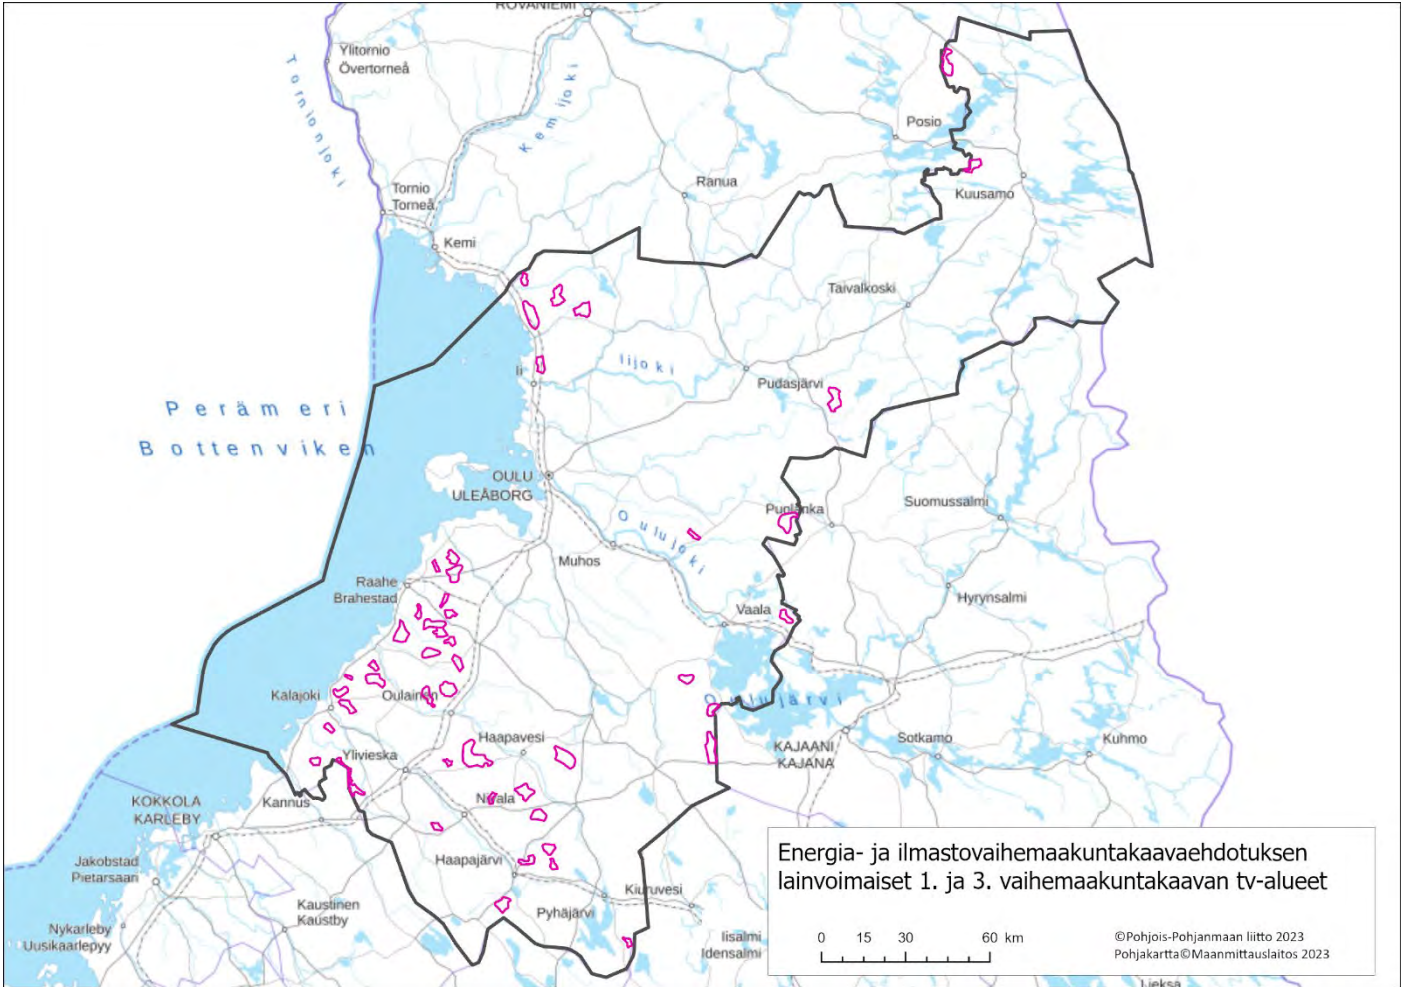 ROVANIEMI
Ylitornio
Övertorneå
Tornionjoki
Kemijoki
Posio
Ranua
Tornio
Torneå
Kuusamo
Kemi
Taivalkoski
Iijoki
Ii
Pudasjärvi
Perämeri
Bottenviken
OULU
ULEÅBORG
Suomussalmi
Puolanka
Oulujoki
Muhos
Raahe
Brahestad
Hyrynsalmi
Vaala
Kalajoki
Oulainen
Oulujärvi
Haapavesi
Sotkamo
Kuhmo
KAJAANI
KAJANA
Ylivieska
KOKKOLA
KARLEBY
Kannus
Nivala
Haapajärvi
Jakobstad
Pietarsaari
Kiuruvesi
Kaustinen
Kaustby
Pyhäjärvi
Nykarleby
Uusikaarlepyy
Iisalmi
Idensalmi
Energia- ja ilmastovaihemaakuntakaavaehdotuksen
lainvoimaiset 1. ja 3. vaihemaakuntakaavan tv-alueet
0 15 30 60 km
©Pohjois-Pohjanmaan liitto 2023
Pohjakartta©Maanmittauslaitos 2023
Lieksa